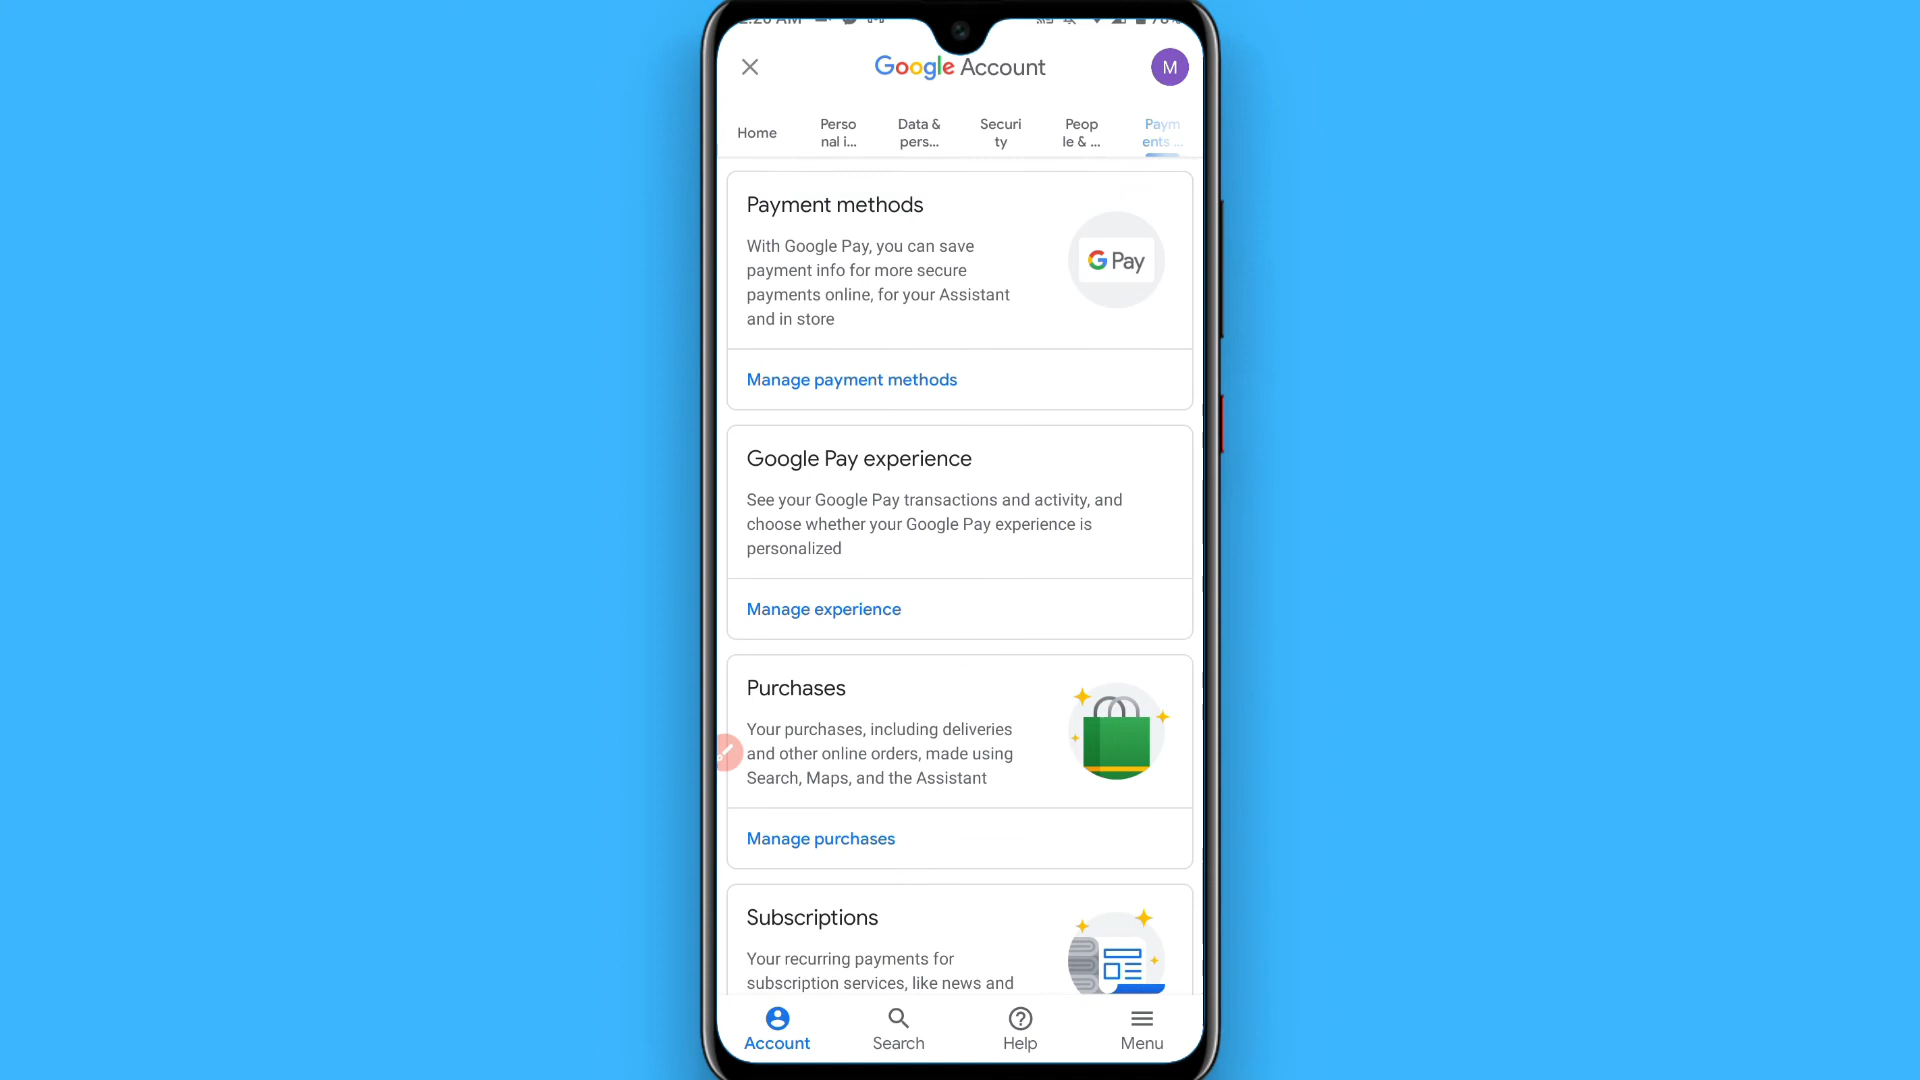 Google Account
M
Home
Perso
nal i...
Data &
pers...
Securi
ty
Peop
le & ...
Paym
ents ...
Payment methods
With Google Pay, you can save
payment info for more secure
payments online, for your Assistant
and in store
G Pay
Manage payment methods
Google Pay experience
See your Google Pay transactions and activity, and
choose whether your Google Pay experience is
personalized
Manage experience
Purchases
Your purchases, including deliveries
and other online orders, made using
Search, Maps, and the Assistant
Manage purchases
Subscriptions
Your recurring payments for
subscription services, like news and
Account
Search
Help
Menu